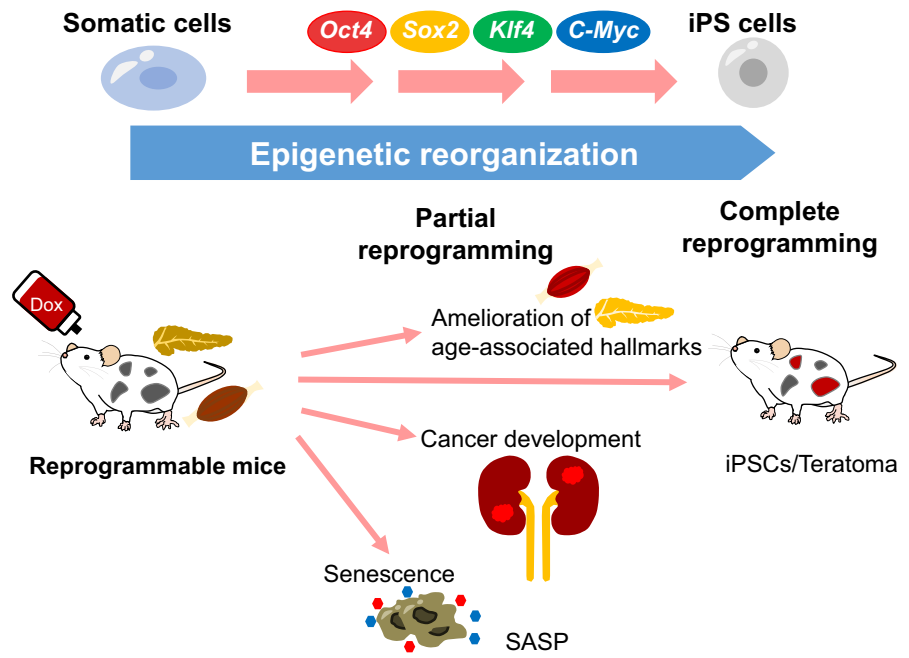 Somatic cells
Oct4
Sox2
Klf4
C-Myc
iPS cells
Epigenetic reorganization
Partial
reprogramming
Complete
reprogramming
Dox
Amelioration of
age-associated hallmarks
Cancer development
Reprogrammable mice
iPSCs/Teratoma
Senescence
SASP